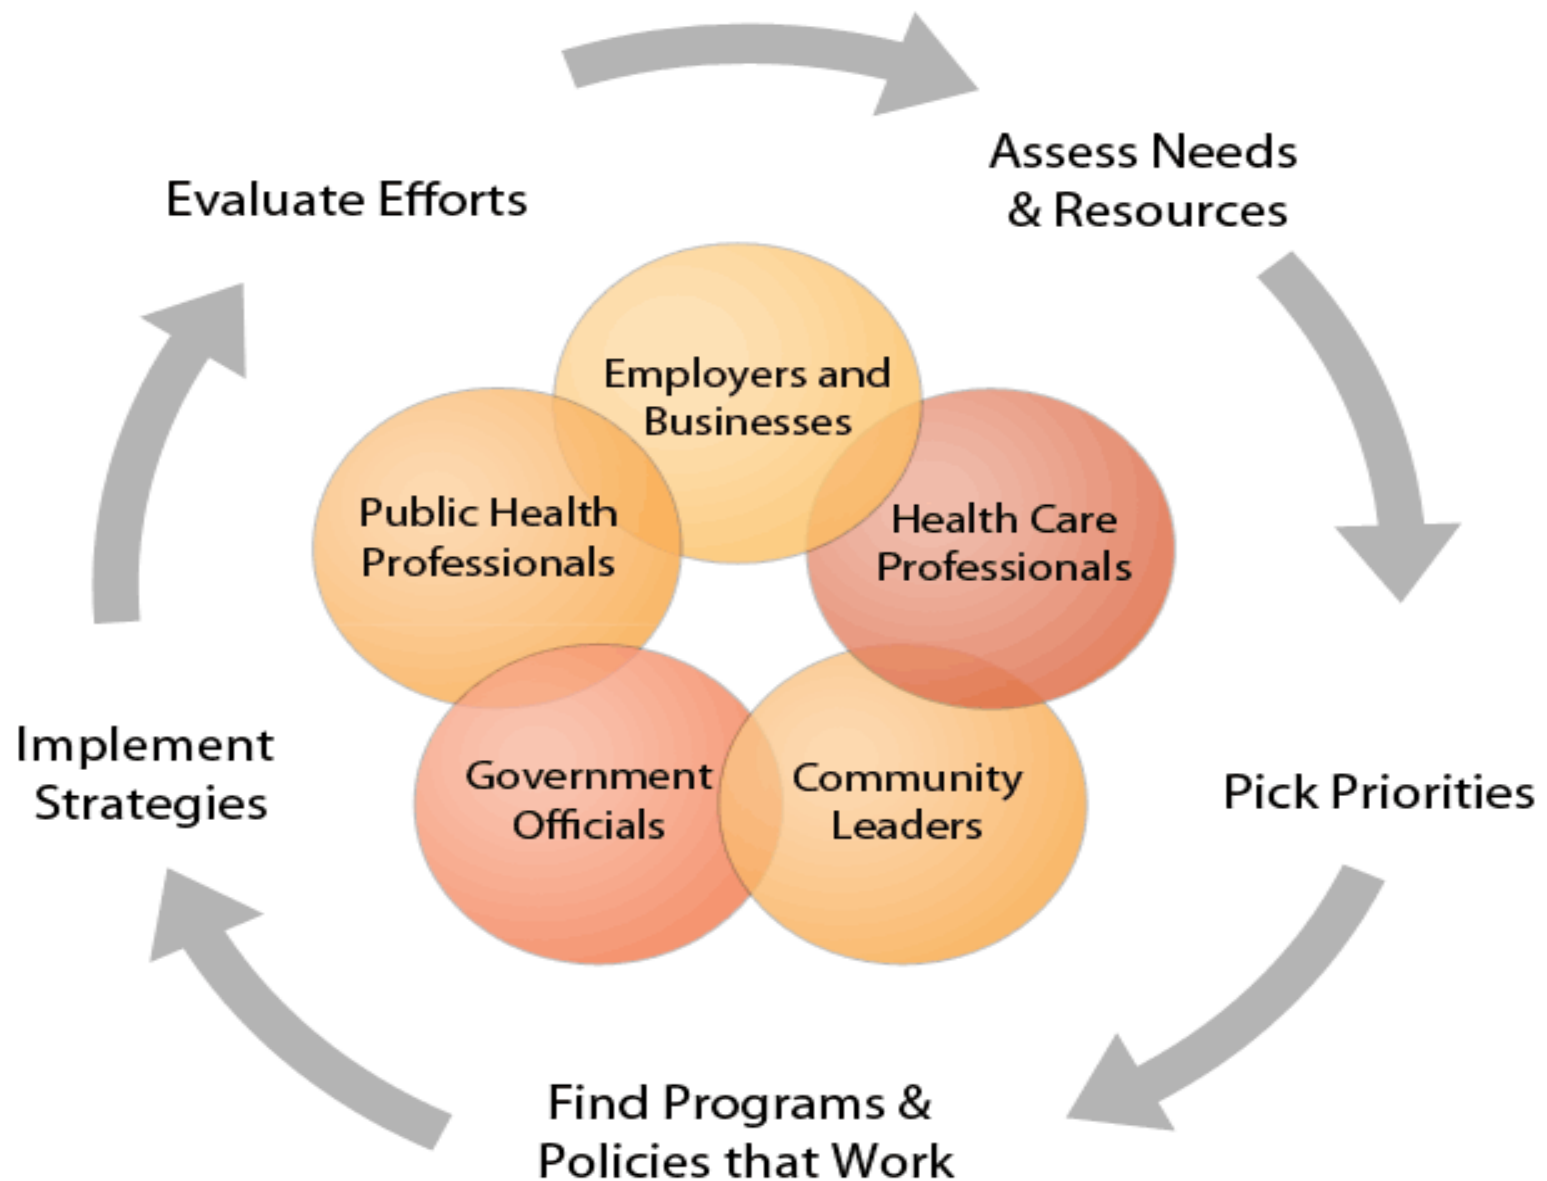 Evaluate Efforts
Assess Needs
& Resources
Employers and
Businesses
Public Health
Professionals
Health Care
Professionals
Government
Officials
Community
Leaders
Implement
Strategies
Pick Priorities
Find Programs &
Policies that Work